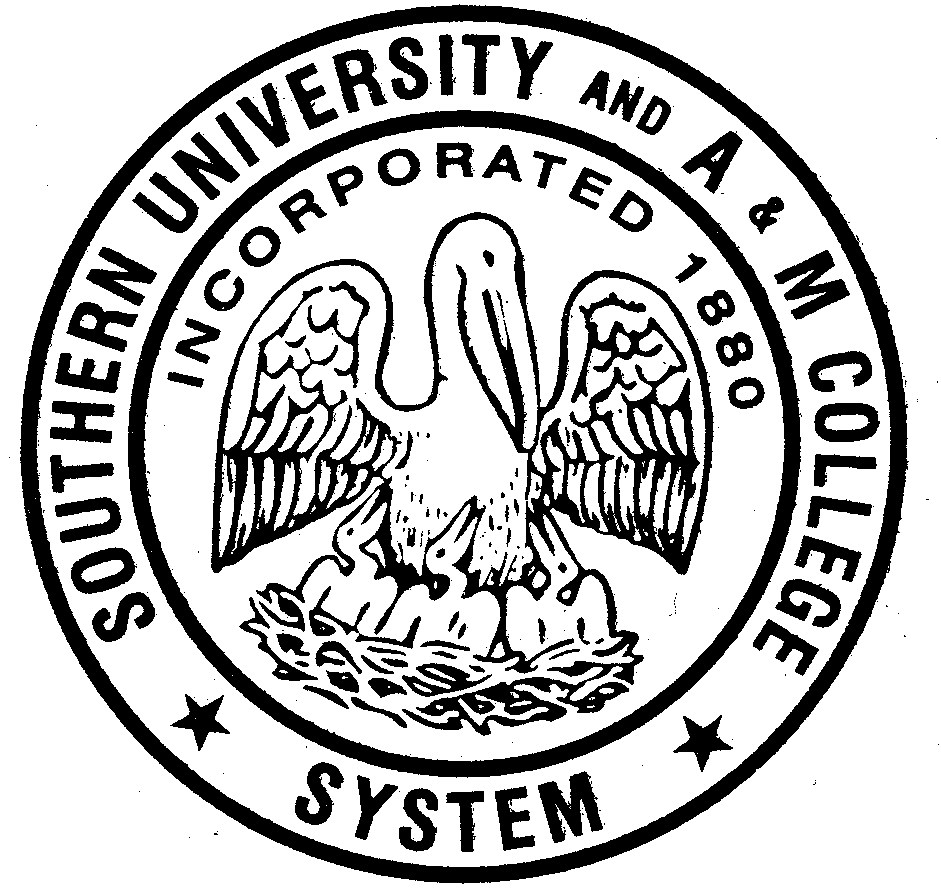 SOUTHERN UNIVERSITY AND A & M COLLEGE
INCORPORATED 1880
SYSTEM